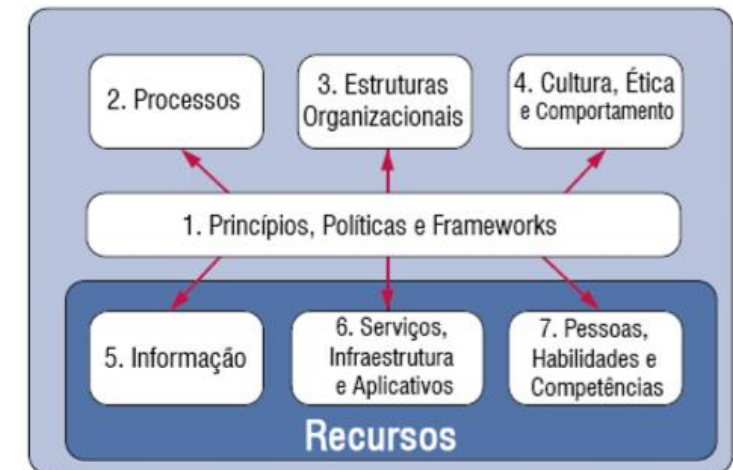 2. Processos
3. Estruturas
Organizacionais
4. Cultura, Ética
e Comportamento
1. Princípios, Políticas e Frameworks
5. Informação
6. Serviços,
Infraestrutura
e Aplicativos
7. Pessoas,
Habilidades e
Competências
Recursos